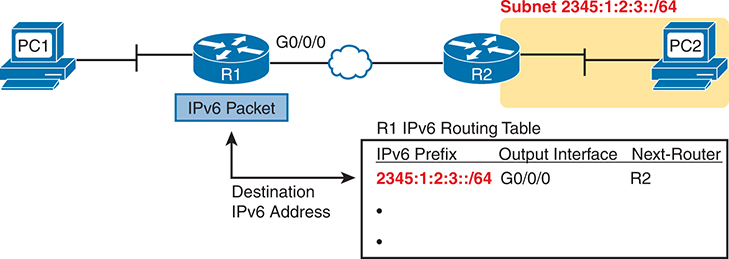 Subnet 2345:1:2:3::/64
PC1
G0/0/0
R1
R2
PC2
IPv6 Packet
Destination
IPv6 Address
R1 IPv6 Routing Table
IPv6 Prefix Output Interface Next-Router
2345:1:2:3::/64 G0/0/0 R2
•
•